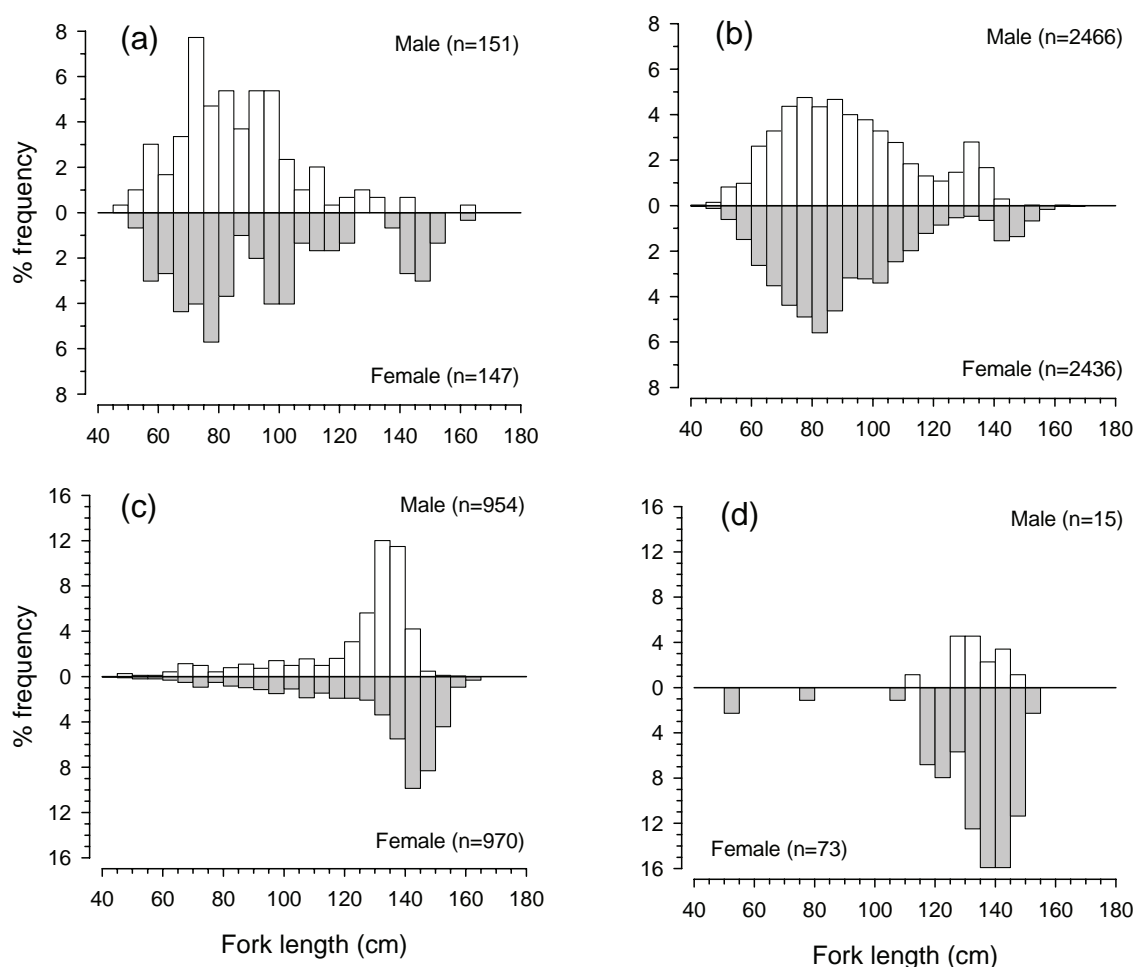 (a)
Male (n=151)
8
6
4
2
0
2
4
6
8
% frequency
Female (n=147)
40 60 80 100 120 140 160 180
(b)
Male (n=2466)
8
6
4
2
0
2
4
6
8
Female (n=2436)
40 60 80 100 120 140 160 180
(c)
Male (n=954)
16
12
8
4
0
4
8
12
16
% frequency
Female (n=970)
40 60 80 100 120 140 160 180
Fork length (cm)
(d)
Male (n=15)
16
12
8
4
0
4
8
12
16
Female (n=73)
40 60 80 100 120 140 160 180
Fork length (cm)